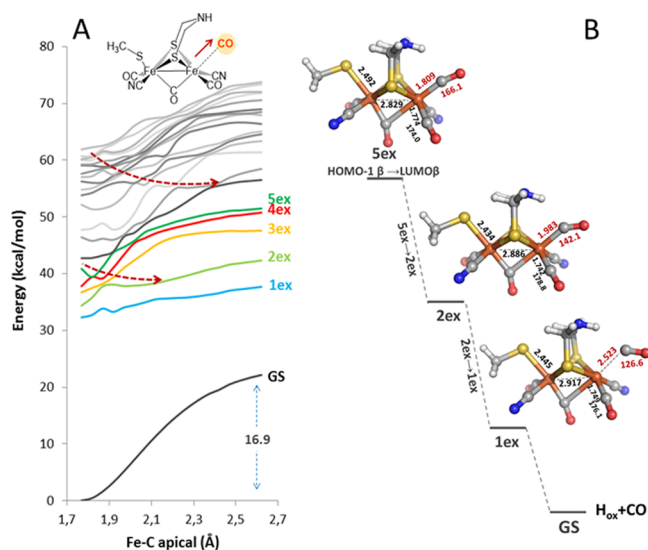 A
B
NH
H₃C
S
S
S
CO
Fe
Fe
OC
NC
C
O
CN
CO
Energy (kcal/mol)
80
70
60
50
40
30
20
10
0
5ex
4ex
3ex
2ex
1ex
GS
16.9
1,7 1,9 2,1 2,3 2,5 2,7
Fe-C apical (Å)
2.492
2.829
1.809
166.1
1.774
174.0
5ex
HOMO-1 β →LUMOβ
5ex→2ex
2.434
2.886
1.983
142.1
1.742
178.8
2ex
2ex→1ex
2.445
2.917
2.523
126.6
1.749
176.1
1ex
GS
Hox+CO